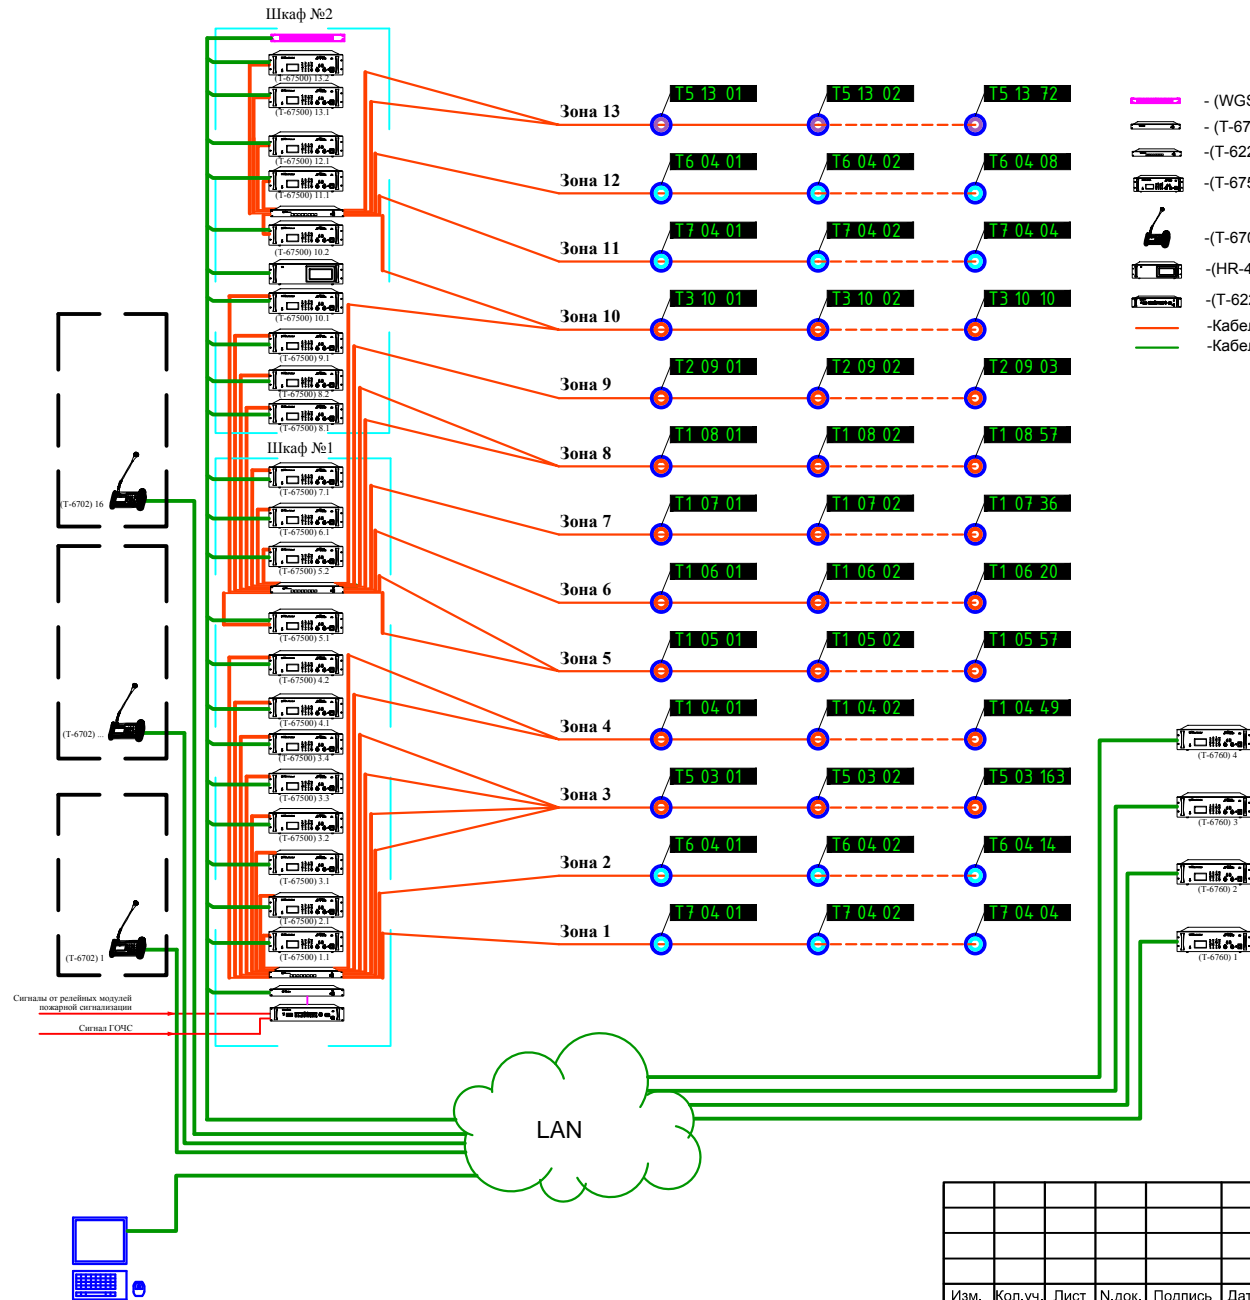 Шкаф №2
(Т-67500) 13.2
(Т-67500) 13.1
(Т-67500) 12.1
(Т-67500) 11.1
(Т-67500) 10.2
(Т-67500) 10.1
(Т-67500) 9.1
(Т-67500) 8.2
(Т-67500) 8.1
Шкаф №1
(Т-67500) 7.1
(Т-67500) 6.1
(Т-67500) 5.2
(Т-67500) 5.1
(Т-67500) 4.2
(Т-67500) 4.1
(Т-67500) 3.4
(Т-67500) 3.3
(Т-67500) 3.2
(Т-67500) 3.1
(Т-67500) 2.1
(Т-67500) 1.1
(Т-6702) 16
(Т-6702) ...
(Т-6702) 1
Сигналы от релейных модулей
пожарной сигнализации
Сигнал ГОЧС
Зона 13 T5 13 01 T5 13 02 T5 13 72
Зона 12 T6 04 01 T6 04 02 T6 04 08
Зона 11 T7 04 01 T7 04 02 T7 04 04
Зона 10 T3 10 01 T3 10 02 T3 10 10
Зона 9 T2 09 01 T2 09 02 T2 09 03
Зона 8 T1 08 01 T1 08 02 T1 08 57
Зона 7 T1 07 01 T1 07 02 T1 07 36
Зона 6 T1 06 01 T1 06 02 T1 06 20
Зона 5 T1 05 01 T1 05 02 T1 05 57
Зона 4 T1 04 01 T1 04 02 T1 04 49
Зона 3 T5 03 01 T5 03 02 T5 03 163
Зона 2 T6 04 01 T6 04 02 T6 04 14
Зона 1 T7 04 01 T7 04 02 T7 04 04
- (WGS
- (Т-67
-(Т-622
-(Т-675
-(Т-670
-(HR-4
-(Т-622
-Кабел
-Кабел
(Т-6760) 4
(Т-6760) 3
(Т-6760) 2
(Т-6760) 1
LAN
Изм. Кол.уч. Лист N.док. Подпись Дат